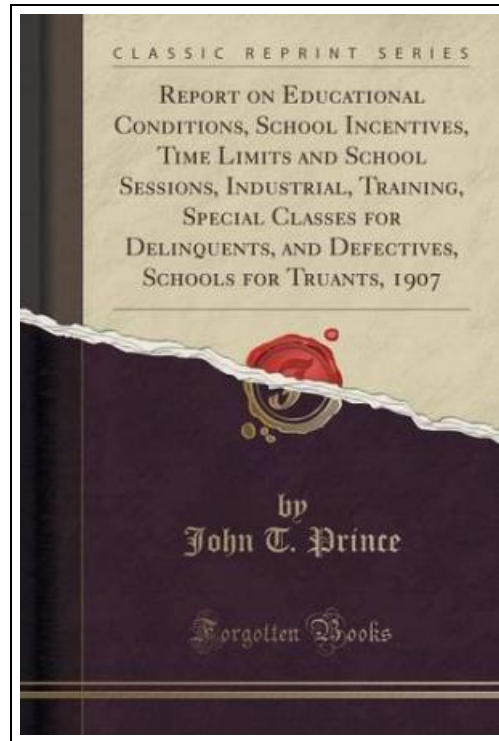 CLASSIC REPRINT SERIES
REPORT ON EDUCATIONAL
CONDITIONS, SCHOOL INCENTIVES,
TIME LIMITS AND SCHOOL
SESSIONS, INDUSTRIAL, TRAINING,
SPECIAL CLASSES FOR
DELINQUENTS, AND DEFECTIVES,
SCHOOLS FOR TRUANTS, 1907
by
John T. Prince
Forgotten Books